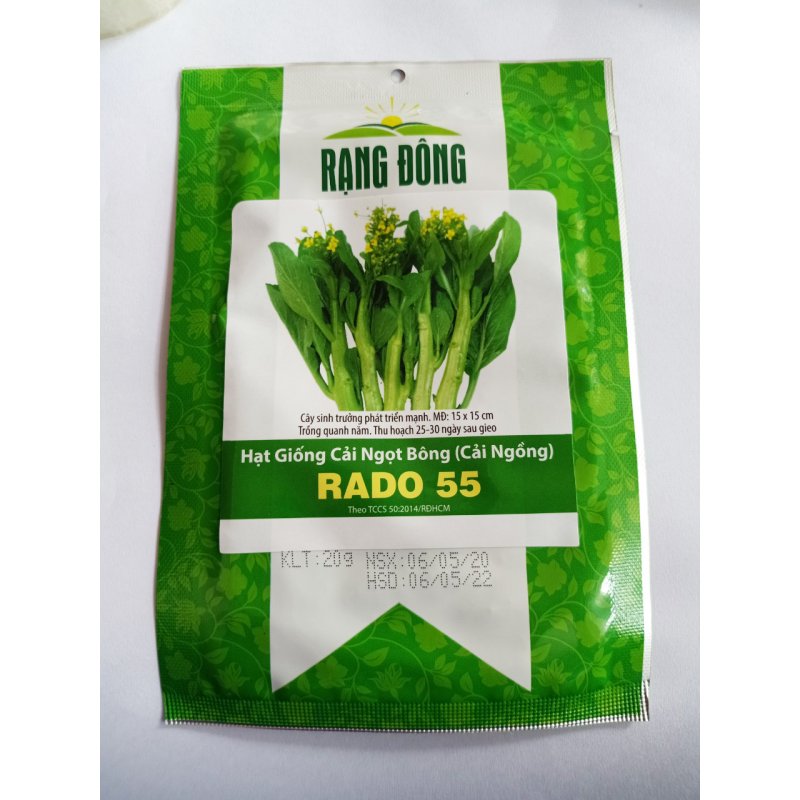 RẠNG ĐÔNG
Cây sinh trưởng phát triển mạnh. MĐ: 15 x 15 cm
Trồng quanh năm. Thu hoạch 25-30 ngày sau gieo
Hạt Giống Cải Ngọt Bông (Cải Ngồng)
RADO 55
Theo TCCS 50:2014/RĐHCM
KLT:20g NSX:06/05/20
HSD:06/05/22